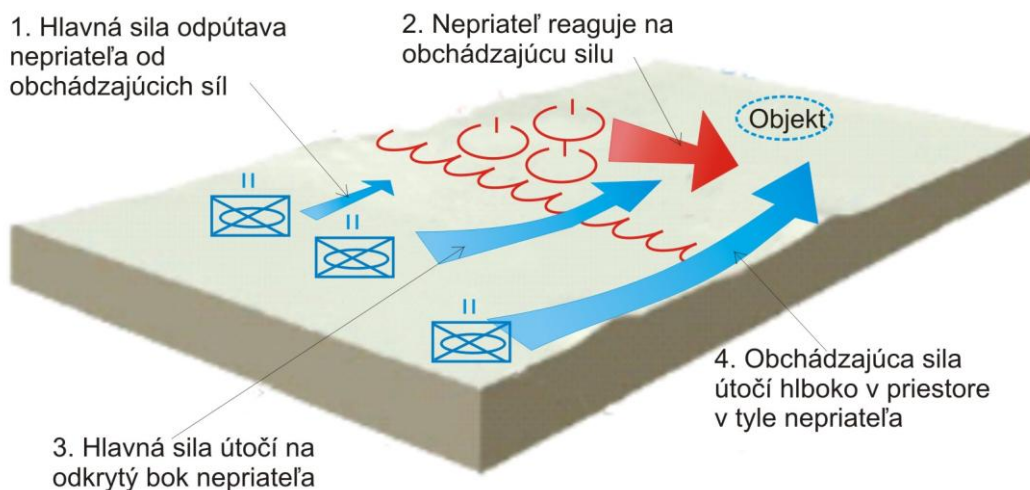 1. Hlavná sila odpútava
nepriateľa od
obchádzajúcich síl
2. Nepriateľ reaguje na
obchádzajúcu silu
Objekt
3. Hlavná sila útočí na
odkrytý bok nepriateľa
4. Obchádzajúca sila
útočí hlboko v priestore
v tyle nepriateľa